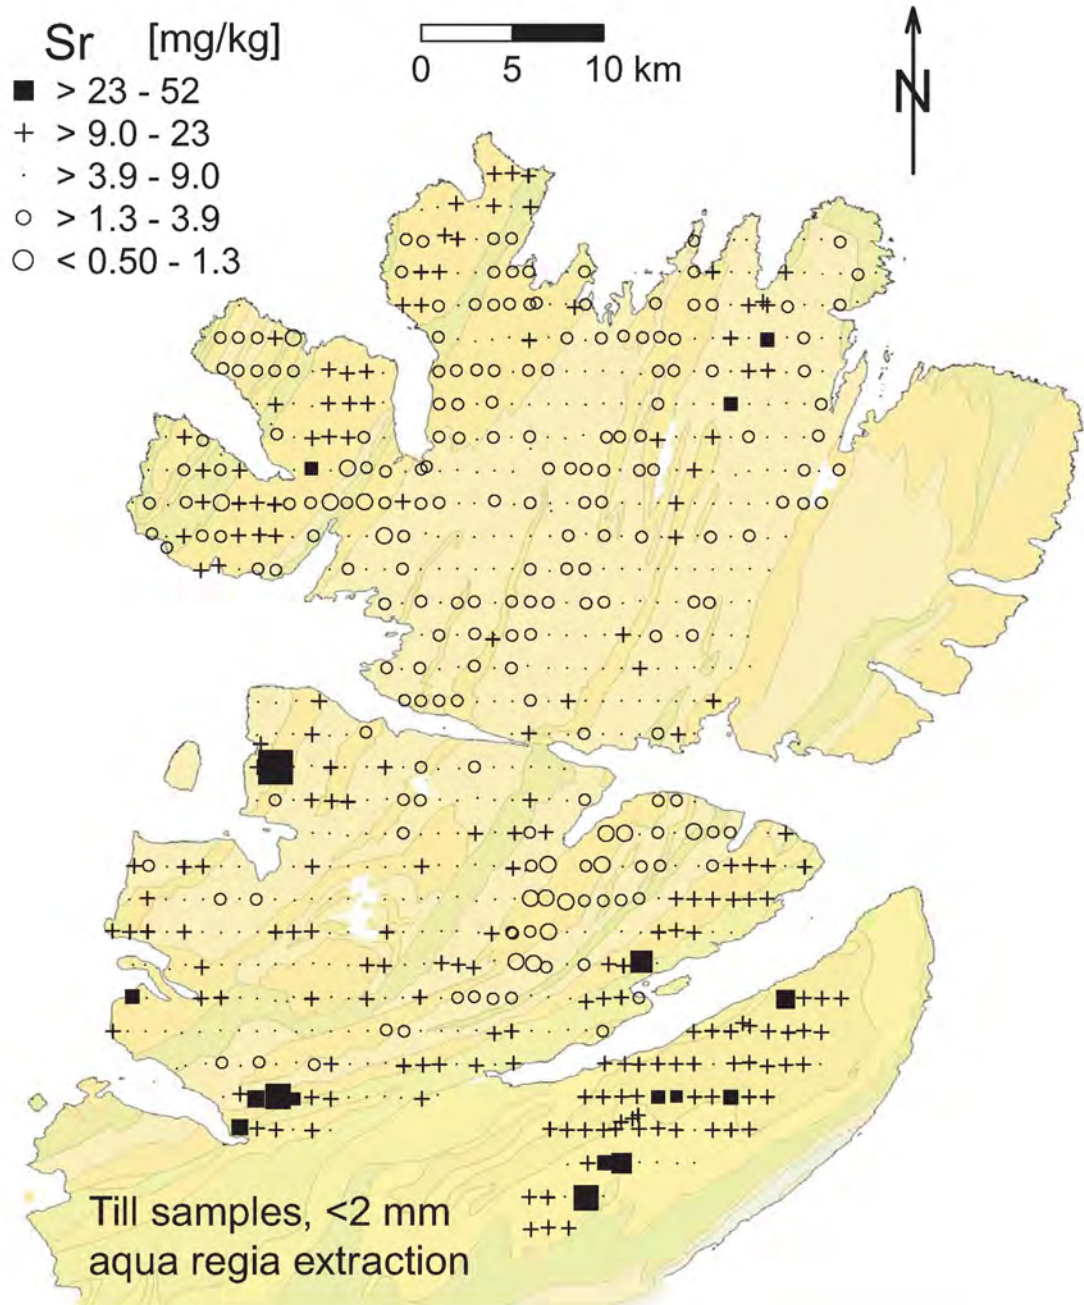 Sr [mg/kg]
> 23 - 52
> 9.0 - 23
> 3.9 - 9.0
> 1.3 - 3.9
< 0.50 - 1.3
0 5 10 km
N
Till samples, <2 mm
aqua regia extraction